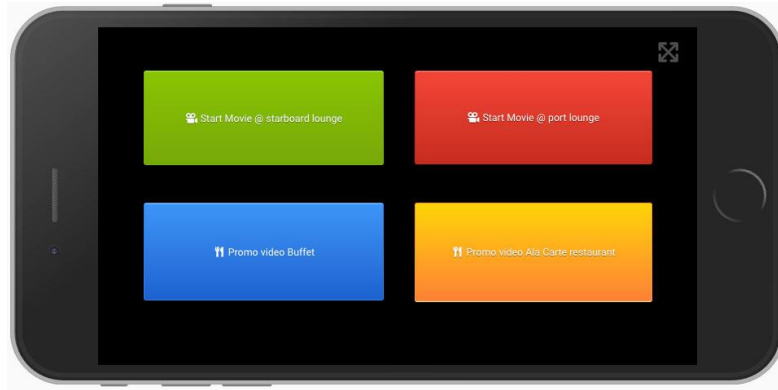 Start Movie @ starboard lounge
Start Movie @ port lounge
Promo video Buffet
Promo video Ala Carte restaurant